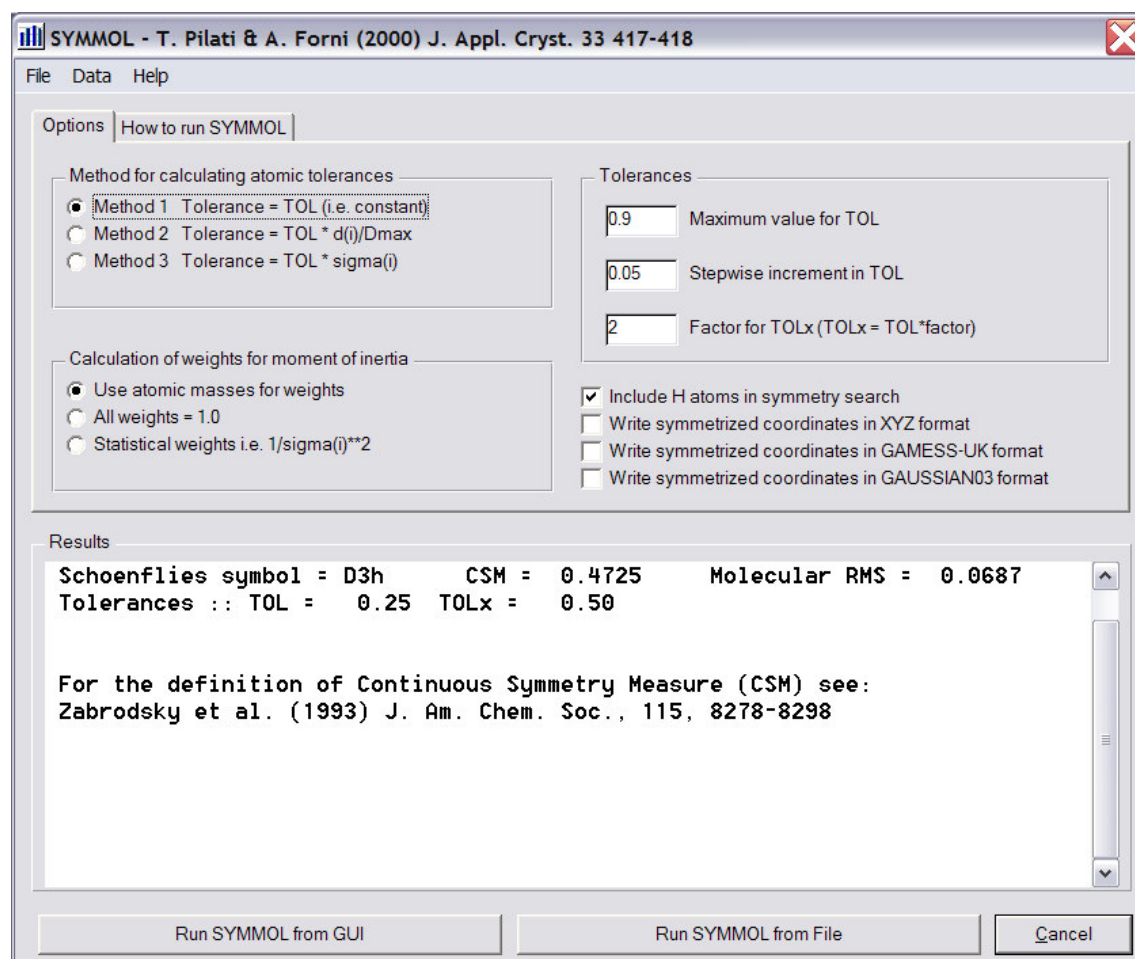 SYMMOL - T. Pilati & A. Forni (2000) J. Appl. Cryst. 33 417-418
File Data Help
Options How to run SYMMOL
Method for calculating atomic tolerances
Method 1 Tolerance = TOL (i.e. constant)
Method 2 Tolerance = TOL * d(i)/Dmax
Method 3 Tolerance = TOL * sigma(i)
Tolerances
0.9 Maximum value for TOL
0.05 Stepwise increment in TOL
2 Factor for TOLx (TOLx = TOL*factor)
Calculation of weights for moment of inertia
Use atomic masses for weights
All weights = 1.0
Statistical weights i.e. 1/sigma(i)**2
Include H atoms in symmetry search
Write symmetrized coordinates in XYZ format
Write symmetrized coordinates in GAMESS-UK format
Write symmetrized coordinates in GAUSSIAN03 format
Results
Schoenflies symbol = D3h CSM = 0.4725 Molecular RMS = 0.0687
Tolerances :: TOL = 0.25 TOLx = 0.50
For the definition of Continuous Symmetry Measure (CSM) see:
Zabrodsky et al. (1993) J. Am. Chem. Soc., 115, 8278-8298
Run SYMMOL from GUI Run SYMMOL from File Cancel